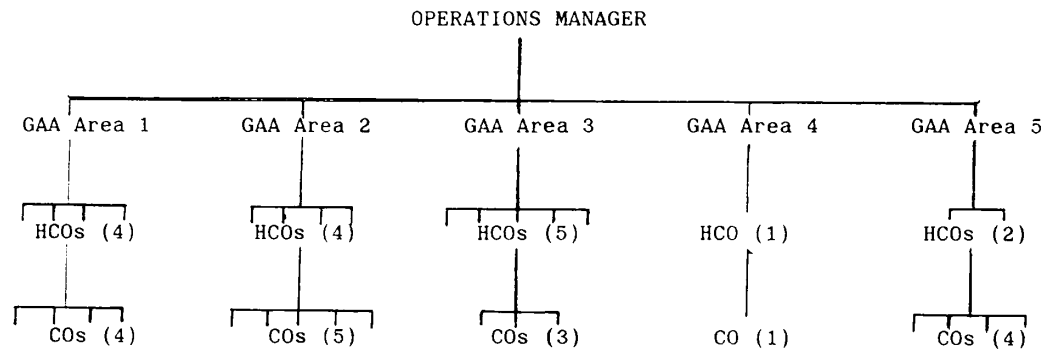 OPERATIONS MANAGER
GAA Area 1 GAA Area 2 GAA Area 3 GAA Area 4 GAA Area 5
HCOs (4) HCOs (4) HCOs (5) HCO (1) HCOs (2)
COs (4) COs (5) COs (3) CO (1) COs (4)